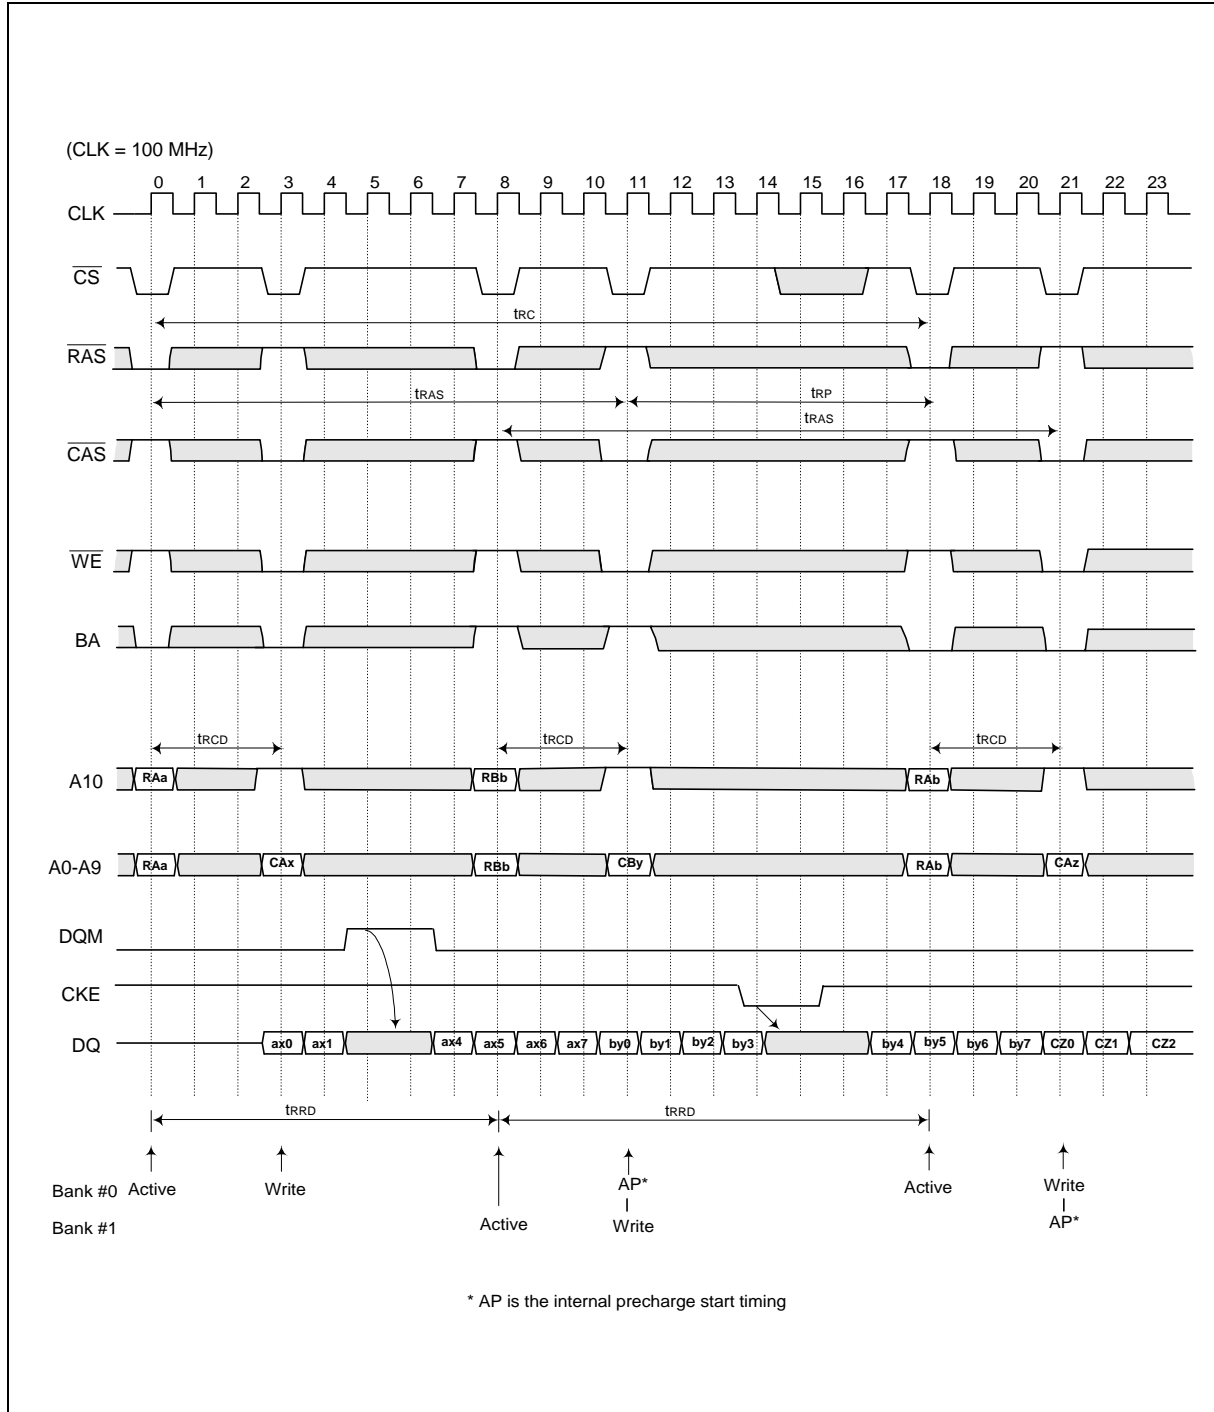 (CLK = 100 MHz)
0 1 2 3 4 5 6 7 8 9 10 11 12 13 14 15 16 17 18 19 20 21 22 23
CLK
CS
tRC
RAS
tRAS tRP
tRAS
CAS
WE
BA
tRCD tRCD tRCD
A10 RAa RBb RAb
A0-A9 RAa CAx RBb CBy RAb CAz
DQM
CKE
DQ ax0 ax1 ax4 ax5 ax6 ax7 by0 by1 by2 by3 by4 by5 by6 by7 CZ0 CZ1 CZ2
tRRD tRRD
Bank #0 Active Write AP* Active Write
Bank #1 Active Write AP*
* AP is the internal precharge start timing